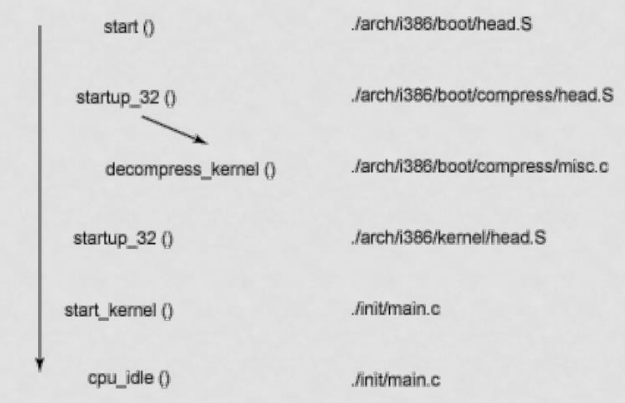 start () ./arch/i386/boot/head.S
startup_32 () ./arch/i386/boot/compress/head.S
decompress_kernel () ./arch/i386/boot/compress/misc.c
startup_32 () ./arch/i386/kernel/head.S
start_kernel () ./init/main.c
cpu_idle () ./init/main.c